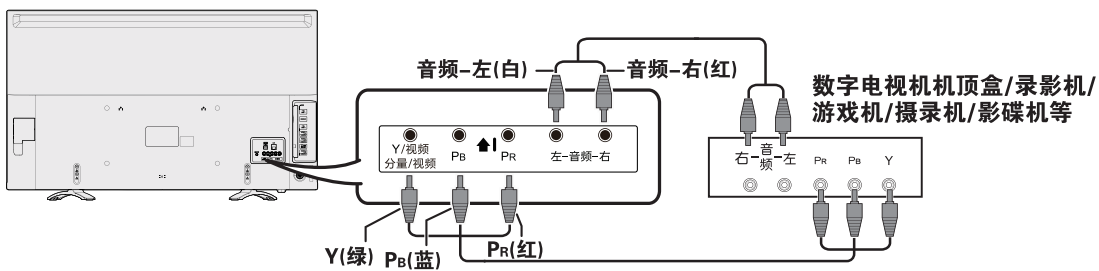 音频-左(白)
音频-右(红)
数字电视机机顶盒/录影机/
游戏机/摄录机/影碟机等
Y/视频
分量/视频
PB
PR
左-音频-右
右-音频-左
PR
PB
Y
Y(绿)
PB(蓝)
PR(红)